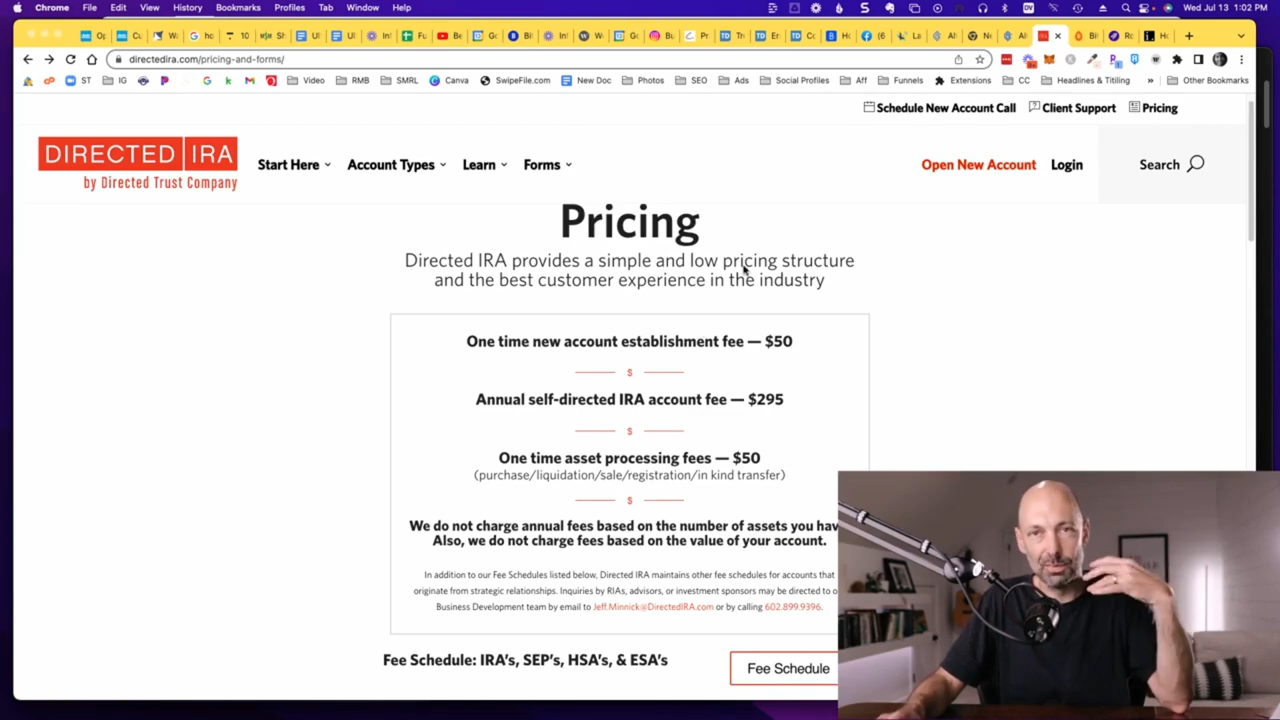 Chrome File Edit View History Bookmarks Profiles Tab Window Help Wed Jul 13 1:02 PM
directedira.com/pricing-and-forms/
ST IG Video RMB SMRL Canva SwipeFile.com New Doc Photos SEO Ads Social Profiles Aff Funnels Extensions CC Headlines & Titling » Other Bookmarks
Schedule New Account Call Client Support Pricing
DIRECTED IRA
by Directed Trust Company
Start Here Account Types Learn Forms Open New Account Login Search
Pricing
Directed IRA provides a simple and low pricing structure
and the best customer experience in the industry
One time new account establishment fee — $50
$
Annual self-directed IRA account fee — $295
$
One time asset processing fees — $50
(purchase/liquidation/sale/registration/in kind transfer)
$
We do not charge annual fees based on the number of assets you hav
Also, we do not charge fees based on the value of your account.
In addition to our Fee Schedules listed below, Directed IRA maintains other fee schedules for accounts that
originate from strategic relationships. Inquiries by RIAs, advisors, or investment sponsors may be directed to o
Business Development team by email to Jeff.Minnick@DirectedIRA.com or by calling 602.899.9396.
Fee Schedule: IRA's, SEP's, HSA's, & ESA's
Fee Schedule